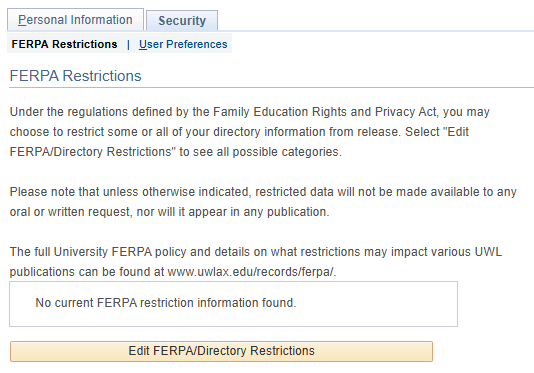 Personal Information Security
FERPA Restrictions | User Preferences
FERPA Restrictions
Under the regulations defined by the Family Education Rights and Privacy Act, you may
choose to restrict some or all of your directory information from release. Select "Edit
FERPA/Directory Restrictions" to see all possible categories.
Please note that unless otherwise indicated, restricted data will not be made available to any
oral or written request, nor will it appear in any publication.
The full University FERPA policy and details on what restrictions may impact various UWL
publications can be found at www.uwlax.edu/records/ferpa/.
No current FERPA restriction information found.
Edit FERPA/Directory Restrictions